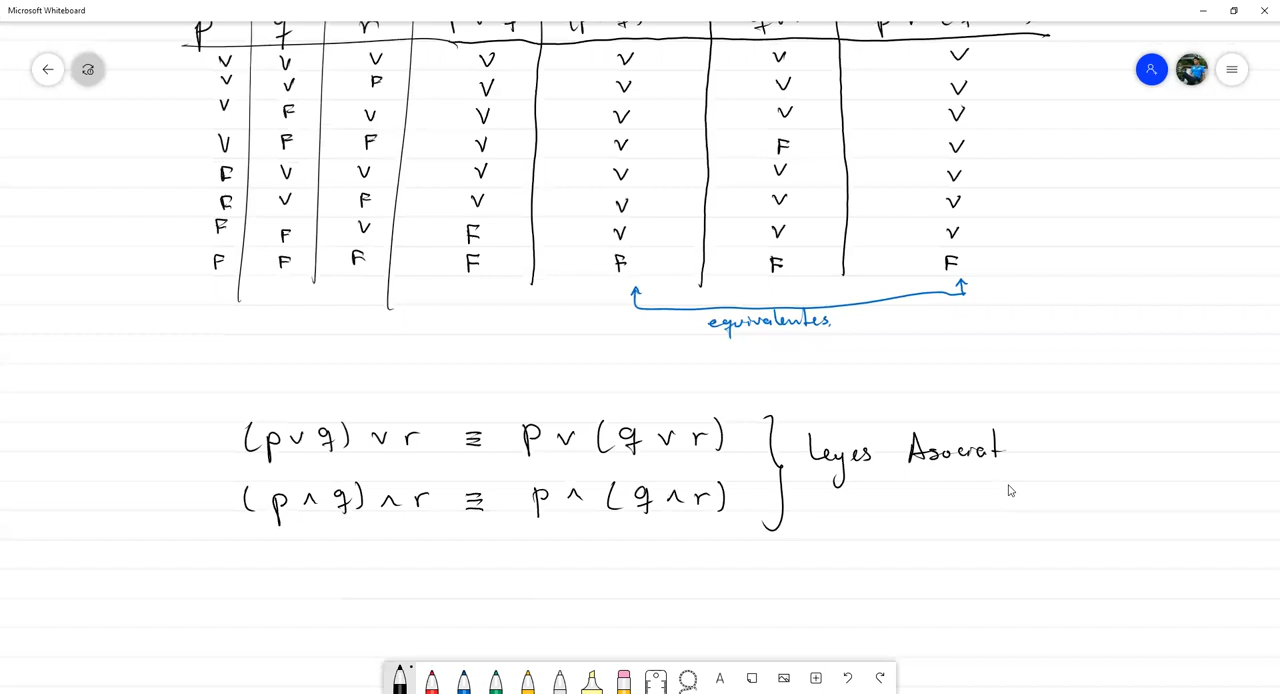 Microsoft Whiteboard
p q r
V V V V V V V
V V F V V V V
V F V V V V V
V F F V V F V
F V V V V V V
F V F V V V V
F F V F V V V
F F F F F F F
equivalentes.
(p ∨ q) ∨ r ≡ p ∨ (q ∨ r)
(p ∧ q) ∧ r ≡ p ∧ (q ∧ r)
leyes Asociat